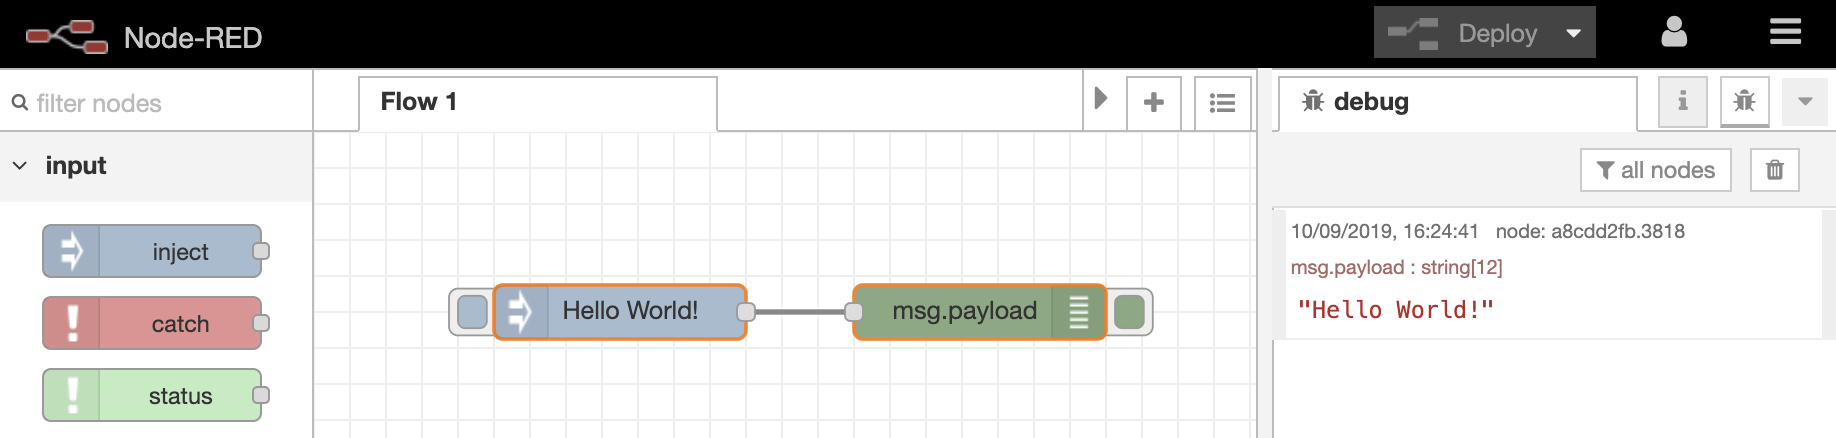 Node-RED
Deploy
filter nodes
Flow 1
debug
input
all nodes
inject
catch
status
Hello World!
msg.payload
10/09/2019, 16:24:41 node: a8cdd2fb.3818
msg.payload : string[12]
"Hello World!"